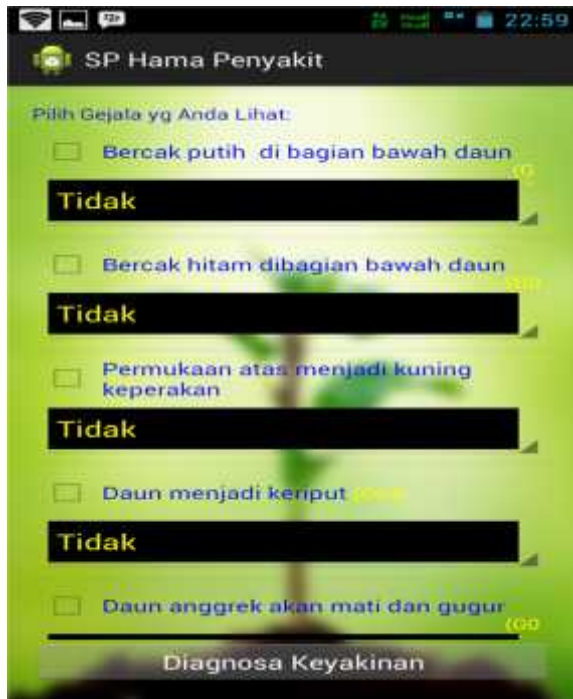 22:59
SP Hama Penyakit
Pilih Gejala yg Anda Lihat:
Bercak putih di bagian bawah daun
Tidak
Bercak hitam dibagian bawah daun
Tidak
Permukaan atas menjadi kuning
keperakan
Tidak
Daun menjadi keriput
Tidak
Daun anggrek akan mati dan gugur
(G0
Diagnosa Keyakinan